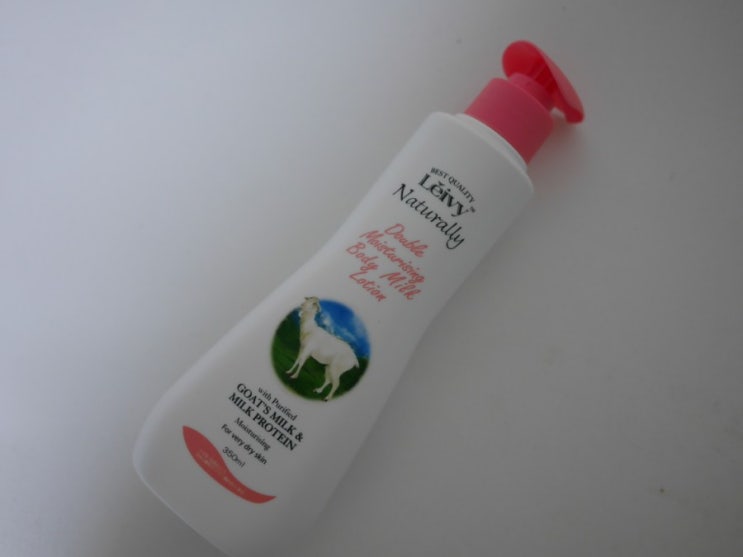 BEST QUALITY
Leivy™
Naturally
Double
Moisturising
Body Milk
Lotion
with Purified
GOAT'S MILK &
MILK PROTEIN
Moisturising
For very dry skin
350ml